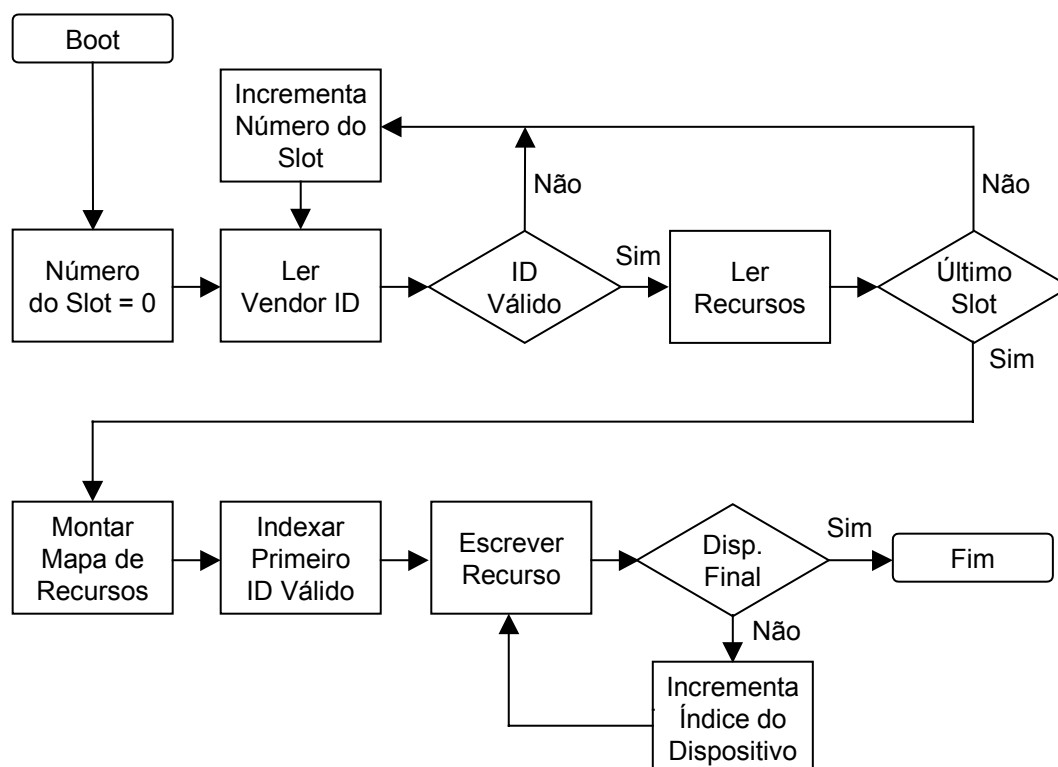 Boot
Incrementa
Número do
Slot
Não
Não
Número
do Slot = 0
Ler
Vendor ID
ID
Válido
Sim
Ler
Recursos
Último
Slot
Sim
Montar
Mapa de
Recursos
Indexar
Primeiro
ID Válido
Escrever
Recurso
Disp.
Final
Sim
Fim
Não
Incrementa
Índice do
Dispositivo